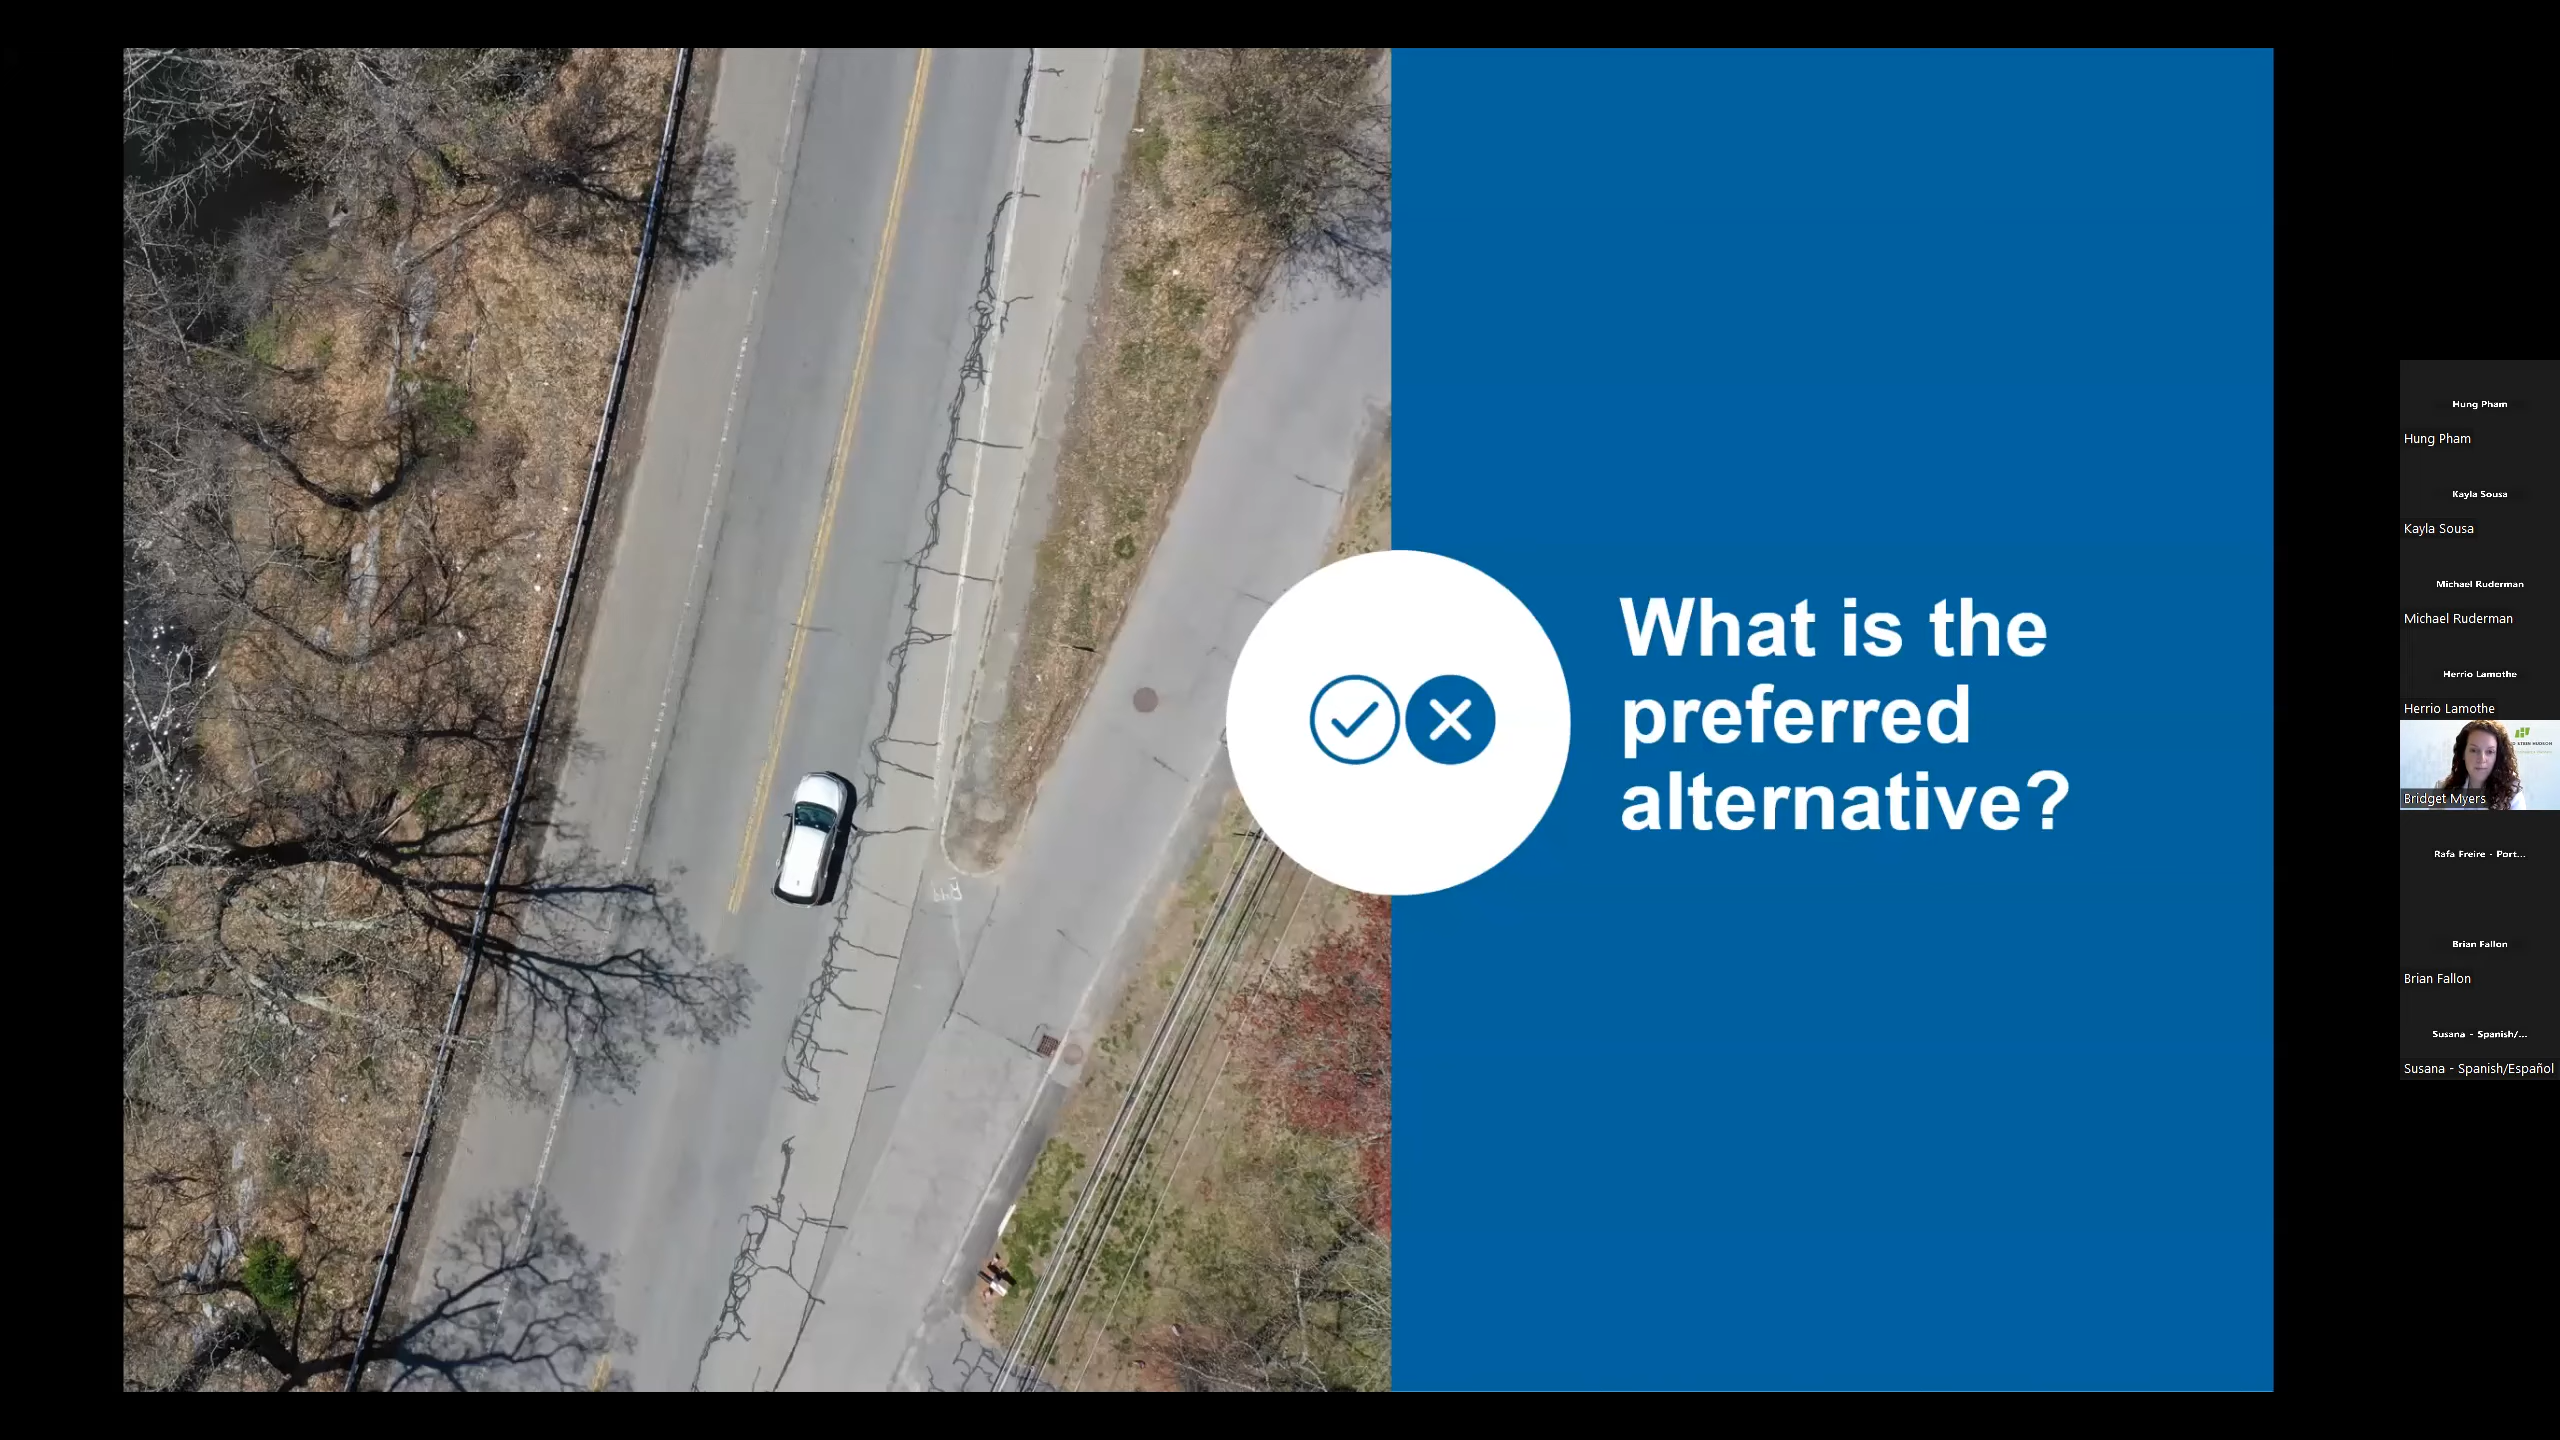 What is the
preferred
alternative?
Hung Pham
Hung Pham
Kayla Sousa
Kayla Sousa
Michael Ruderman
Michael Ruderman
Herrio Lamothe
Herrio Lamothe
Bridget Myers
Rafa Freire - Port...
Brian Fallon
Brian Fallon
Susana - Spanish/...
Susana - Spanish/Español